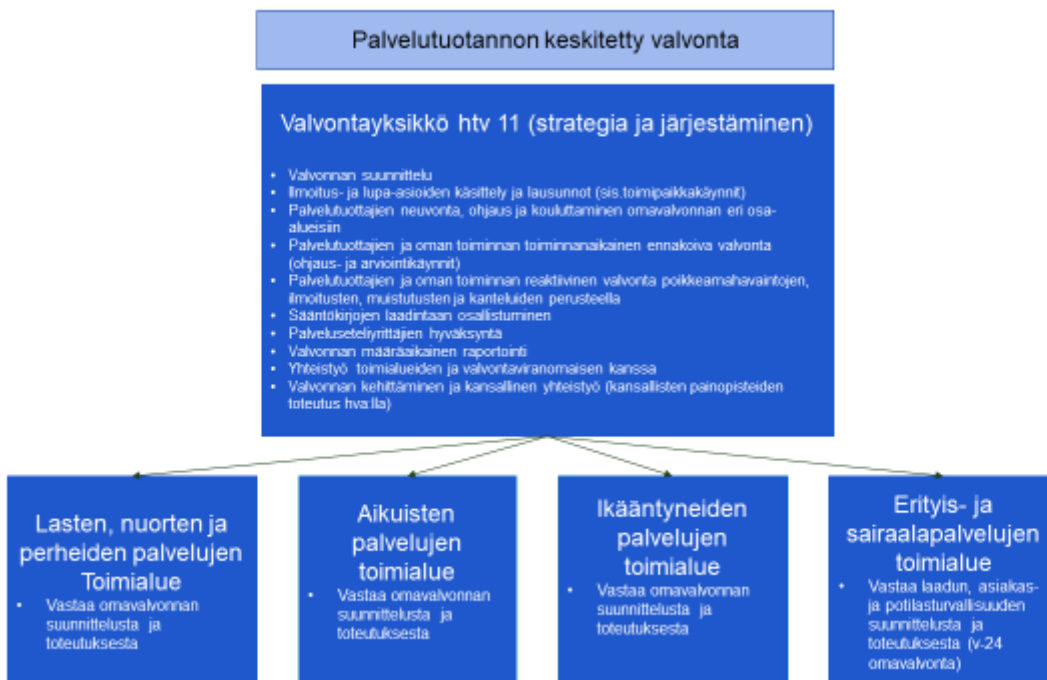 Palvelutuotannon keskitetty valvonta
Valvontayksikkö htv 11 (strategia ja järjestäminen)
• Valvonnan suunnittelu
• Ilmoitus- ja lupa-asioiden käsittely ja lausunnot (sis.toimipaikkakäynnit)
• Palvelutuottajien neuvonta, ohjaus ja kouluttaminen omavalvonnan eri osa-
alueisiin
• Palvelutuottajien ja oman toiminnan toiminnanaikainen ennakoiva valvonta
(ohjaus- ja arviointikäynnit)
• Palvelutuottajien ja oman toiminnan reaktiivinen valvonta poikkeamahavaintojen,
ilmoitusten, muistutusten ja kanteluiden perusteella
• Sääntökirjojen laadintaan osallistuminen
• Palveluseteliyrittäjien hyväksyntä
• Valvonnan määräaikainen raportointi
• Yhteistyö toimialueiden ja valvontaviranomaisen kanssa
• Valvonnan kehittäminen ja kansallinen yhteistyö (kansallisten painopisteiden
toteutus hva:lla)
Lasten, nuorten ja
perheiden palvelujen
Toimialue
• Vastaa omavalvonnan
suunnittelusta ja
toteutuksesta
Aikuisten
palvelujen
toimialue
• Vastaa omavalvonnan
suunnittelusta ja
toteutuksesta
Ikääntyneiden
palvelujen
toimialue
• Vastaa omavalvonnan
suunnittelusta ja
toteutuksesta
Erityis- ja
sairaalapalvelujen
toimialue
• Vastaa laadun, asiakas-
ja potilasturvallisuuden
suunnittelusta ja
toteutuksesta (v-24
omavalvonta)